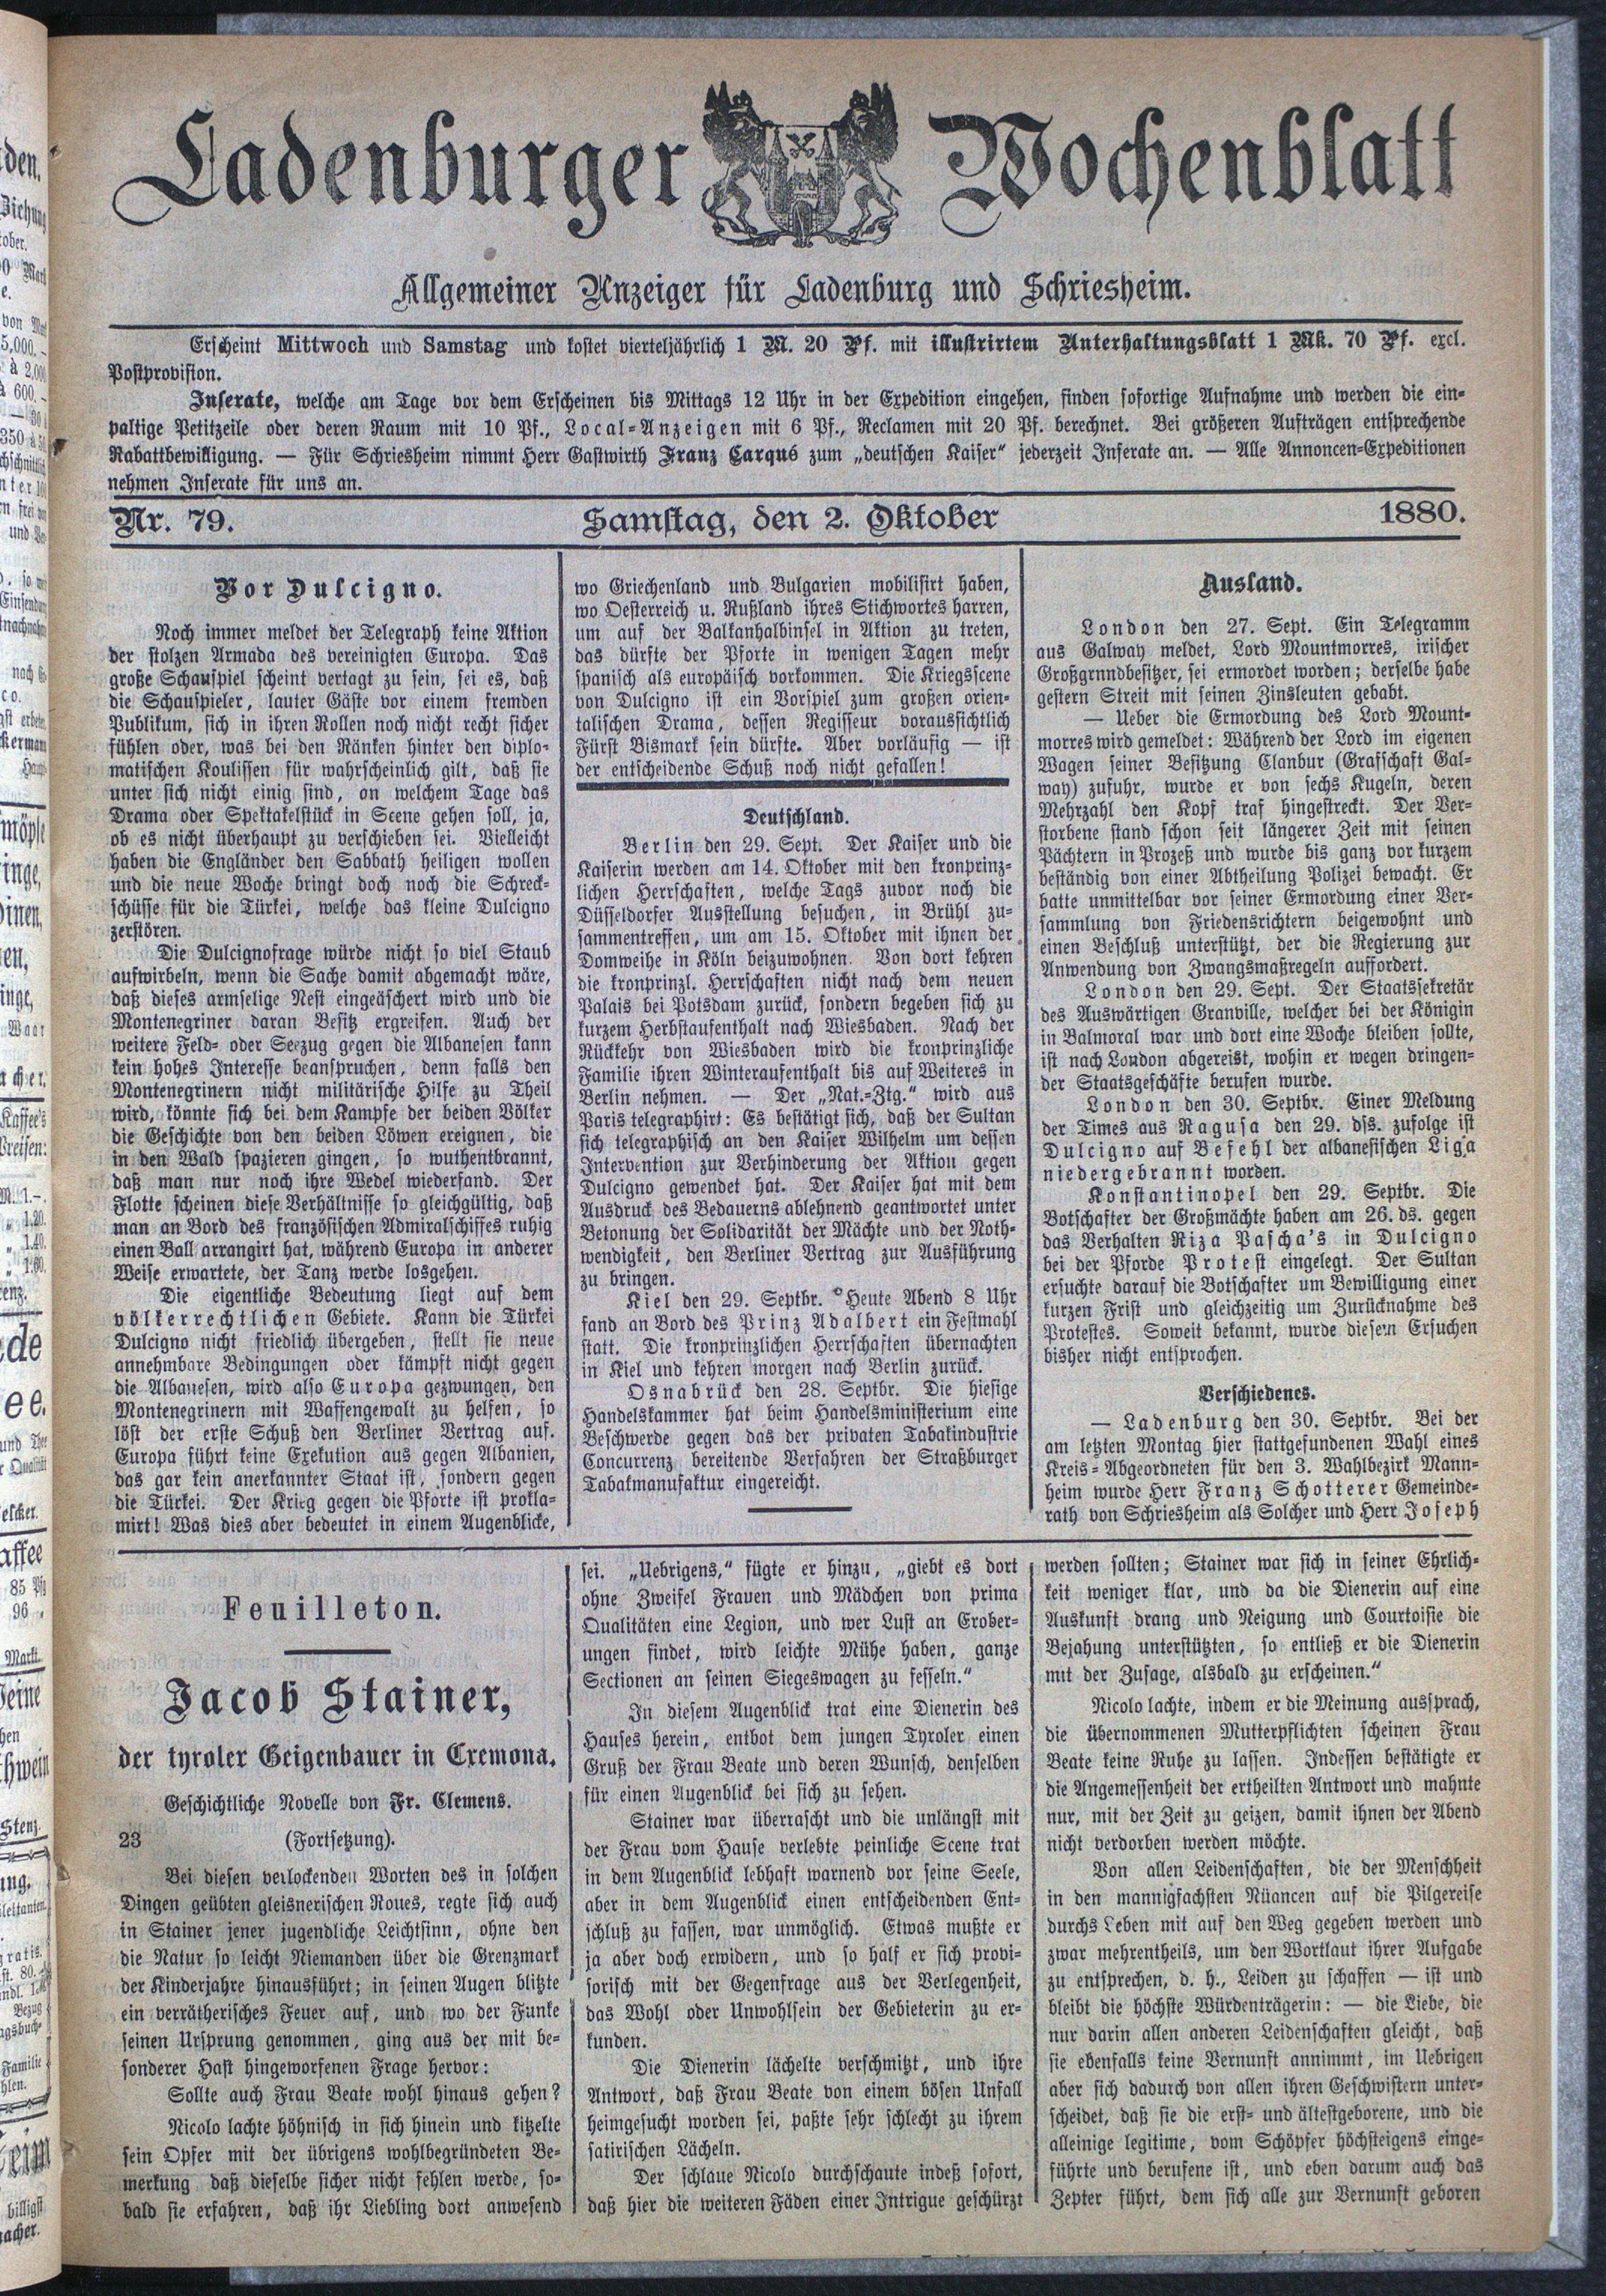 Ladenburger Wochenblatt
Allgemeiner Anzeiger für Ladenburg und Schriesheim.
Erscheint Mittwoch und Samstag und kostet vierteljährlich 1 M. 20 Pf. mit illustrirtem Unterhaltungsblatt 1 Mk. 70 Pf. excl.
Postprovision.
Inserate, welche am Tage vor dem Erscheinen bis Mittags 12 Uhr in der Expedition eingehen, finden sofortige Aufnahme und werden die ein-
paltige Petitzeile oder deren Raum mit 10 Pf., Local-Anzeigen mit 6 Pf., Reclamen mit 20 Pf. berechnet. Bei größeren Aufträgen entsprechende
Rabattbewilligung. — Für Schriesheim nimmt Herr Gastwirth Franz Carqué zum „deutschen Kaiser“ jederzeit Inserate an. — Alle Annoncen-Expeditionen
nehmen Inserate für uns an.
Nr. 79. Samstag, den 2. Oktober 1880.
Vor Dulcigno.
Noch immer meldet der Telegraph keine Aktion
der stolzen Armada des vereinigten Europa. Das
große Schauspiel scheint vertagt zu sein, sei es, daß
die Schauspieler, lauter Gäste vor einem fremden
Publikum, sich in ihren Rollen noch nicht recht sicher
fühlen oder, was bei den Ränken hinter den diplo-
matischen Koulissen für wahrscheinlich gilt, daß sie
unter sich nicht einig sind, an welchem Tage das
Drama oder Spektakelstück in Scene gehen soll, ja,
ob es nicht überhaupt zu verschieben sei. Vielleicht
haben die Engländer den Sabbath heiligen wollen
und die neue Woche bringt doch noch die Schreck-
schüsse für die Türkei, welche das kleine Dulcigno
zerstören.
Die Dulcignofrage würde nicht so viel Staub
aufwirbeln, wenn die Sache damit abgemacht wäre,
daß dieses armselige Nest eingeäschert wird und die
Montenegriner daran Besitz ergreifen. Auch der
weitere Feld- oder Seezug gegen die Albanesen kann
kein hohes Interesse beanspruchen, denn falls den
Montenegrinern nicht militärische Hilfe zu Theil
wird, könnte sich bei dem Kampfe der beiden Völker
die Geschichte von den beiden Löwen ereignen, die
in den Wald spazieren gingen, so wuthentbrannt,
daß man nur noch ihre Wedel wiederfand. Der
Flotte scheinen diese Verhältnisse so gleichgültig, daß
man an Bord des französischen Admiralschiffes ruhig
einen Ball arrangirt hat, während Europa in anderer
Weise erwartete, der Tanz werde losgehen.
Die eigentliche Bedeutung liegt auf dem
völkerrechtlichen Gebiete. Kann die Türkei
Dulcigno nicht friedlich übergeben, stellt sie neue
annehmbare Bedingungen oder kämpft nicht gegen
die Albanesen, wird also Europa gezwungen, den
Montenegrinern mit Waffengewalt zu helfen, so
löst der erste Schuß den Berliner Vertrag auf.
Europa führt keine Exekution aus gegen Albanien,
das gar kein anerkannter Staat ist, sondern gegen
die Türkei. Der Krieg gegen die Pforte ist prokla-
mirt! Was dies aber bedeutet in einem Augenblicke,
wo Griechenland und Bulgarien mobilisirt haben,
wo Oesterreich u. Rußland ihres Stichwortes harren,
um auf der Balkanhalbinsel in Aktion zu treten,
das dürfte der Pforte in wenigen Tagen mehr
spanisch als europäisch vorkommen. Die Kriegsscene
von Dulcigno ist ein Vorspiel zum großen orien-
talischen Drama, dessen Regisseur voraussichtlich
Fürst Bismark sein dürfte. Aber vorläufig — ist
der entscheidende Schuß noch nicht gefallen!
Deutschland.
Berlin den 29. Sept. Der Kaiser und die
Kaiserin werden am 14. Oktober mit den kronprinz-
lichen Herrschaften, welche Tags zuvor noch die
Düsseldorfer Ausstellung besuchen, in Brühl zu-
sammentreffen, um am 15. Oktober mit ihnen der
Domweihe in Köln beizuwohnen. Von dort kehren
die kronprinzl. Herrschaften nicht nach dem neuen
Palais bei Potsdam zurück, sondern begeben sich zu
kurzem Herbstaufenthalt nach Wiesbaden. Nach der
Rückkehr von Wiesbaden wird die kronprinzliche
Familie ihren Winteraufenthalt bis auf Weiteres in
Berlin nehmen. — Der „Nat.-Ztg.“ wird aus
Paris telegraphirt: Es bestätigt sich, daß der Sultan
sich telegraphisch an den Kaiser Wilhelm um dessen
Intervention zur Verhinderung der Aktion gegen
Dulcigno gewendet hat. Der Kaiser hat mit dem
Ausdruck des Bedauerns ablehnend geantwortet unter
Betonung der Solidarität der Mächte und der Noth-
wendigkeit, den Berliner Vertrag zur Ausführung
zu bringen.
Kiel den 29. Septbr. Heute Abend 8 Uhr
fand an Bord des Prinz Adalbert ein Festmahl
statt. Die kronprinzlichen Herrschaften übernachten
in Kiel und kehren morgen nach Berlin zurück.
Osnabrück den 28. Septbr. Die hiesige
Handelskammer hat beim Handelsministerium eine
Beschwerde gegen das der privaten Tabakindustrie
Concurrenz bereitende Verfahren der Straßburger
Tabakmanufaktur eingereicht.
Ausland.
London den 27. Sept. Ein Telegramm
aus Galway meldet, Lord Mountmorres, irischer
Großgrnndbesitzer, sei ermordet worden; derselbe habe
gestern Streit mit seinen Zinsleuten gebabt.
— Ueber die Ermordung des Lord Mount-
morres wird gemeldet: Während der Lord im eigenen
Wagen seiner Besitzung Clanbur (Grafschaft Gal-
way) zufuhr, wurde er von sechs Kugeln, deren
Mehrzahl den Kopf traf hingestreckt. Der Ver-
storbene stand schon seit längerer Zeit mit seinen
Pächtern in Prozeß und wurde bis ganz vor kurzem
beständig von einer Abtheilung Polizei bewacht. Er
batte unmittelbar vor seiner Ermordung einer Ver-
sammlung von Friedensrichtern beigewohnt und
einen Beschluß unterstützt, der die Regierung zur
Anwendung von Zwangsmaßregeln auffordert.
London den 29. Sept. Der Staatssekretär
des Auswärtigen Granville, welcher bei der Königin
in Balmoral war und dort eine Woche bleiben sollte,
ist nach London abgereist, wohin er wegen dringen-
der Staatsgeschäfte berufen wurde.
London den 30. Septbr. Einer Meldung
der Times aus Ragusa den 29. dss. zufolge ist
Dulcigno auf Befehl der albanesischen Liga
niedergebrannt worden.
Konstantinopel den 29. Septbr. Die
Botschafter der Großmächte haben am 26. ds. gegen
das Verhalten Riza Pascha's in Dulcigno
bei der Pforde Protest eingelegt. Der Sultan
ersuchte darauf die Botschafter um Bewilligung einer
kurzen Frist und gleichzeitig um Zurücknahme des
Protestes. Soweit bekannt, wurde diesem Ersuchen
bisher nicht entsprochen.
Verschiedenes.
— Ladenburg den 30. Septbr. Bei der
am letzten Montag hier stattgefundenen Wahl eines
Kreis-Abgeordneten für den 3. Wahlbezirk Mann-
heim wurde Herr Franz Schotterer Gemeinde-
rath von Schriesheim als Solcher und Herr Joseph
Feuilleton.
Jacob Stainer,
der tyroler Geigenbauer in Cremona.
Geschichtliche Novelle von Fr. Clemens.
23 (Fortsetzung).
Bei diesen verlockenden Worten des in solchen
Dingen geübten gleisnerischen Roues, regte sich auch
in Stainer jener jugendliche Leichtsinn, ohne den
die Natur so leicht Niemanden über die Grenzmark
der Kinderjahre hinausführt; in seinen Augen blitzte
ein verrätherisches Feuer auf, und wo der Funke
seinen Ursprung genommen, ging aus der mit be-
sonderer Hast hingeworfenen Frage hervor:
Sollte auch Frau Beate wohl hinaus gehen?
Nicolo lachte höhnisch in sich hinein und kitzelte
sein Opfer mit der übrigens wohlbegründeten Be-
merkung daß dieselbe sicher nicht fehlen werde, so-
bald sie erfahren, daß ihr Liebling dort anwesend
sei. „Uebrigens,“ fügte er hinzu, „giebt es dort
ohne Zweifel Frauen und Mädchen von prima
Qualitäten eine Legion, und wer Lust an Erober-
ungen findet, wird leichte Mühe haben, ganze
Sectionen an seinen Siegeswagen zu fesseln.“
In diesem Augenblick trat eine Dienerin des
Hauses herein, entbot dem jungen Tyroler einen
Gruß der Frau Beate und deren Wunsch, denselben
für einen Augenblick bei sich zu sehen.
Stainer war überrascht und die unlängst mit
der Frau vom Hause verlebte peinliche Scene trat
in dem Augenblick lebhaft warnend vor seine Seele,
aber in dem Augenblick einen entscheidenden Ent-
schluß zu fassen, war unmöglich. Etwas mußte er
ja aber doch erwidern, und so half er sich provi-
sorisch mit der Gegenfrage aus der Verlegenheit,
das Wohl oder Unwohlsein der Gebieterin zu er-
kunden.
Die Dienerin lächelte verschmitzt, und ihre
Antwort, daß Frau Beate von einem bösen Unfall
heimgesucht worden sei, paßte sehr schlecht zu ihrem
satirischen Lächeln.
Der schlaue Nicolo durchschaute indeß sofort,
daß hier die weiteren Fäden einer Intrigue geschürzt
werden sollten; Stainer war sich in seiner Ehrlich-
keit weniger klar, und da die Dienerin auf eine
Auskunft drang und Neigung und Courtoisie die
Bejahung unterstützten, so entließ er die Dienerin
mit der Zusage, alsbald zu erscheinen.“
Nicolo lachte, indem er die Meinung aussprach,
die übernommenen Mutterpflichten scheinen Frau
Beate keine Ruhe zu lassen. Indessen bestätigte er
die Angemessenheit der ertheilten Antwort und mahnte
nur, mit der Zeit zu geizen, damit ihnen der Abend
nicht verdorben werden möchte.
Von allen Leidenschaften, die der Menschheit
in den mannigfachsten Nüancen auf die Pilgereise
durchs Leben mit auf den Weg gegeben werden und
zwar mehrentheils, um den Wortlaut ihrer Aufgabe
zu entsprechen, d. h., Leiden zu schaffen — ist und
bleibt die höchste Würdenträgerin: — die Liebe, die
nur darin allen anderen Leidenschaften gleicht, daß
sie ebenfalls keine Vernunft annimmt, im Uebrigen
aber sich dadurch von allen ihren Geschwistern unter-
scheidet, daß sie die erst- und ältestgeborene, und die
alleinige legitime, vom Schöpfer höchsteigens einge-
führte und berufene ist, und eben darum auch das
Zepter führt, dem sich alle zur Vernunft geboren